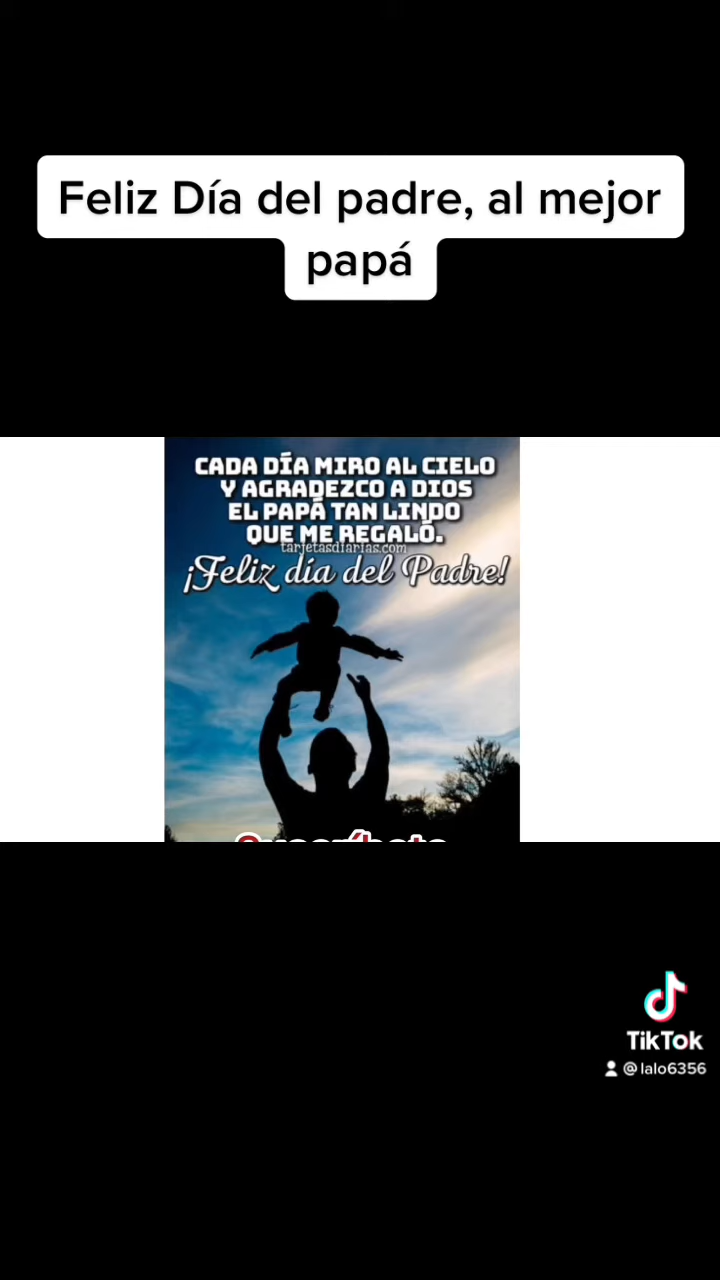 Feliz Día del padre, al mejor
papá
CADA DÍA MIRO AL CIELO
Y AGRADEZCO A DIOS
EL PAPÁ TAN LINDO
QUE ME REGALÓ.
tarjetasdiarias.com
¡Feliz día del Padre!
TikTok
@lalo6356